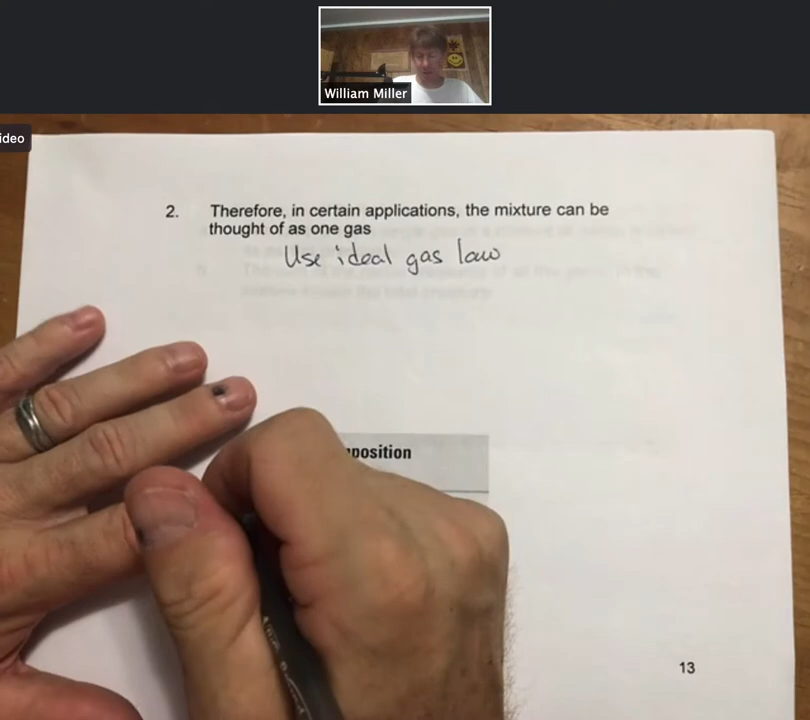 William Miller
ideo
2. Therefore, in certain applications, the mixture can be
thought of as one gas
Use ideal gas law
position
13